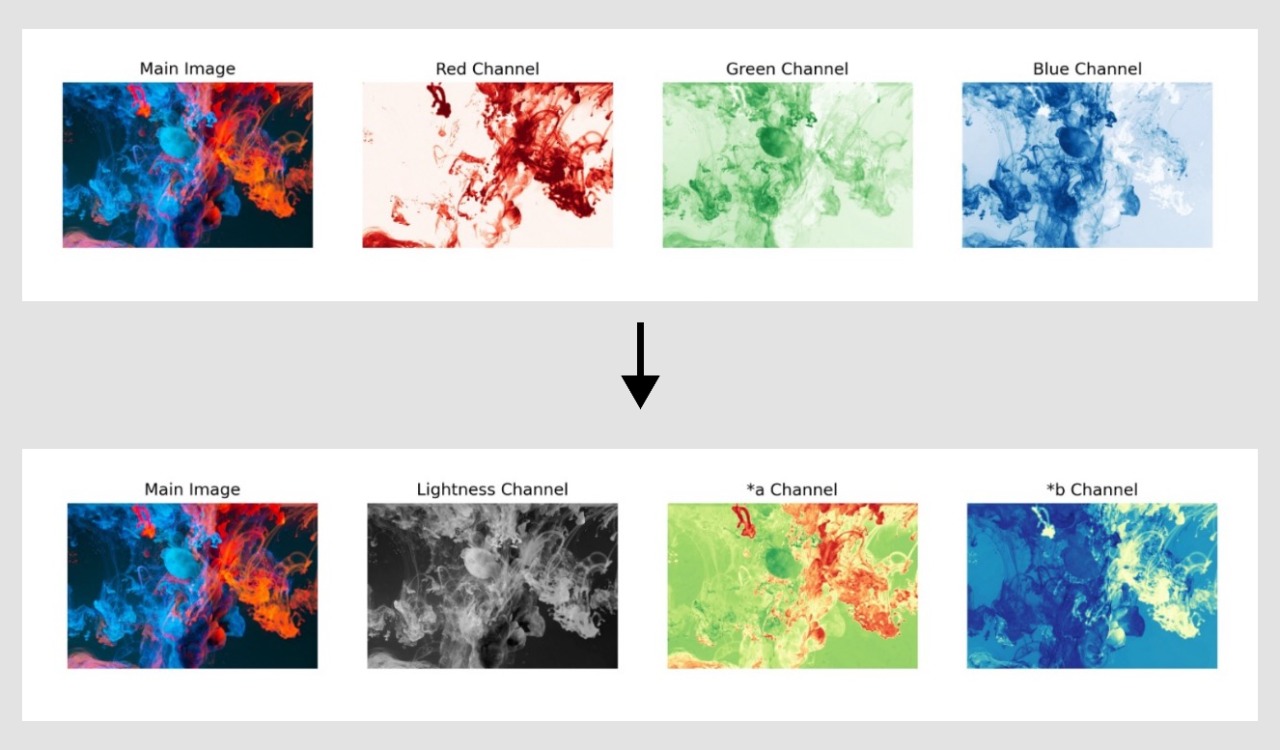 Main Image
Red Channel
Green Channel
Blue Channel
Main Image
Lightness Channel
*a Channel
*b Channel